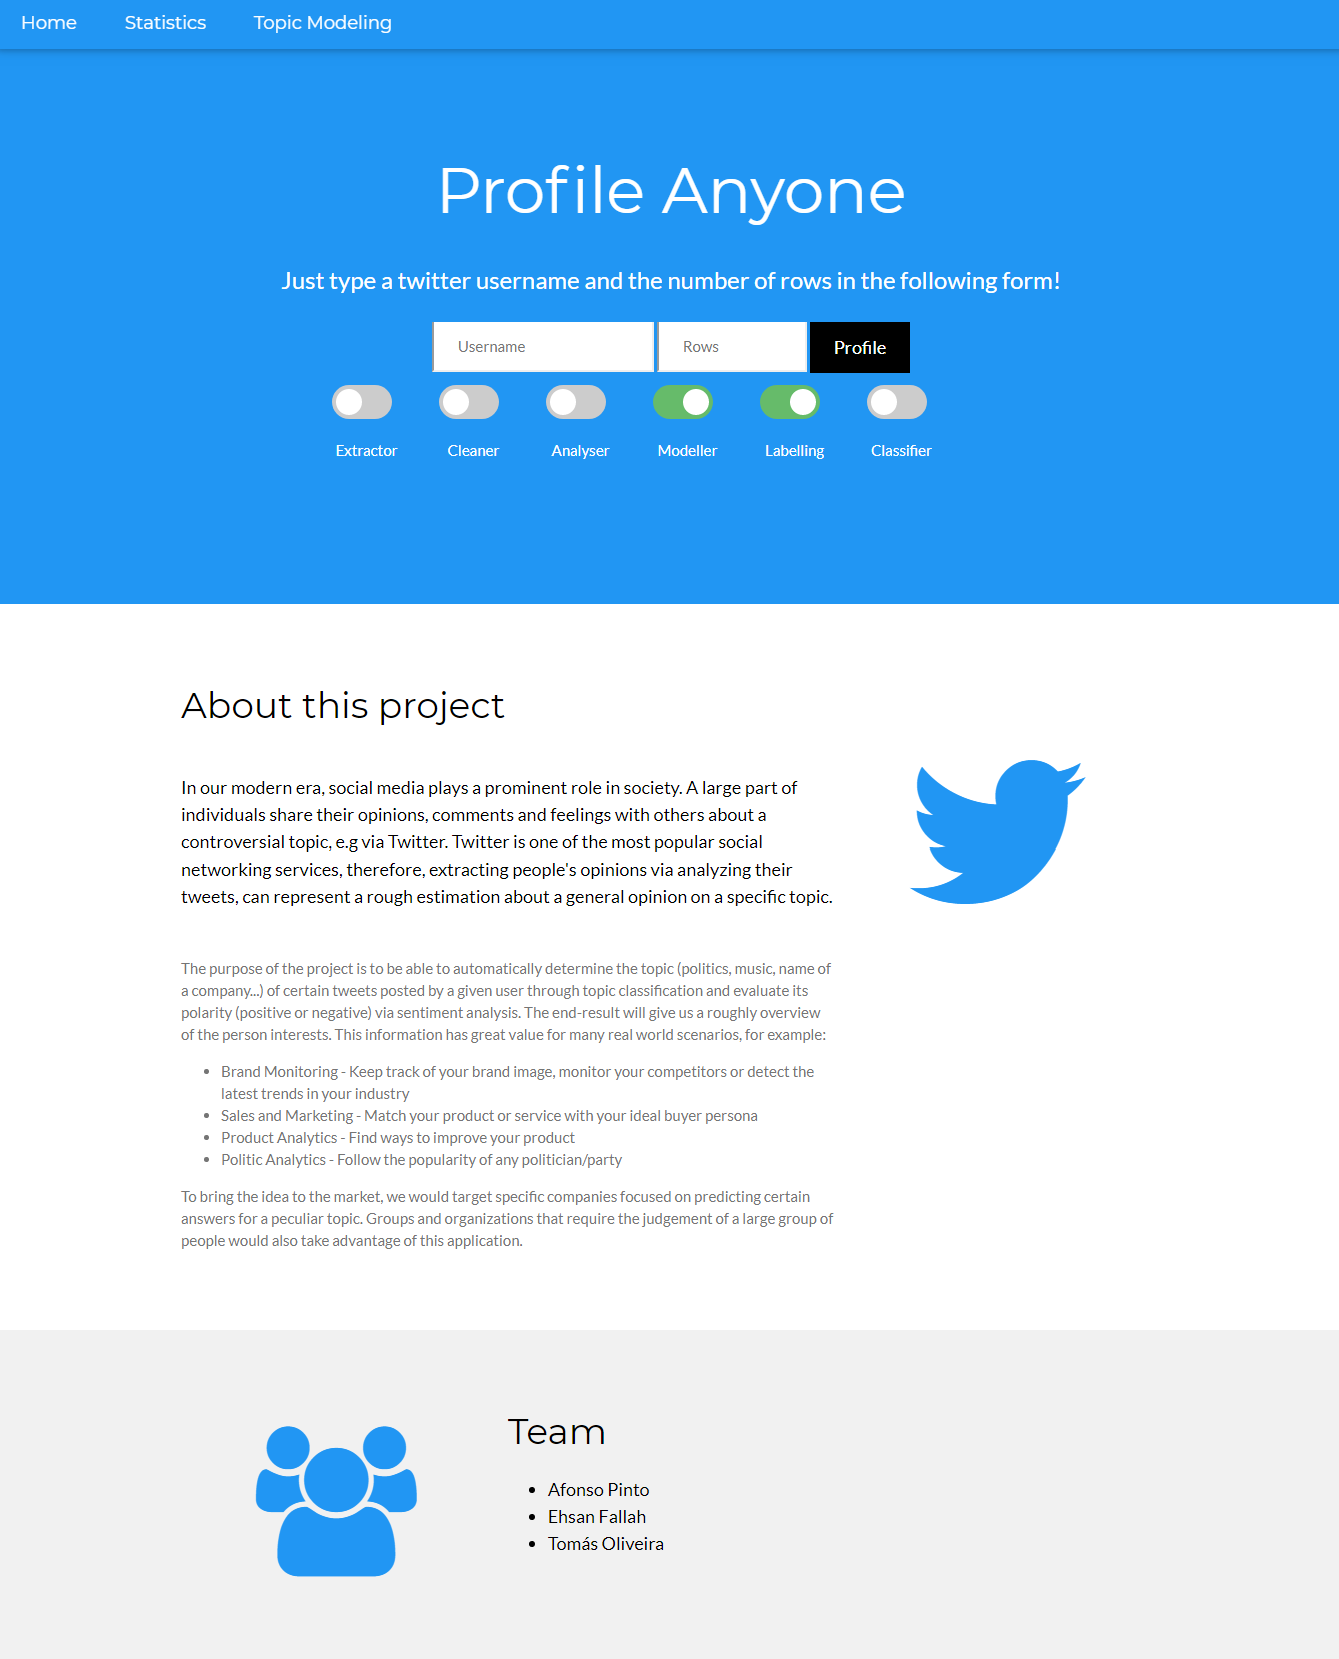 Home Statistics Topic Modeling
Profile Anyone
Just type a twitter username and the number of rows in the following form!
Username Rows Profile
Extractor Cleaner Analyser Modeller Labelling Classifier
About this project
In our modern era, social media plays a prominent role in society. A large part of
individuals share their opinions, comments and feelings with others about a
controversial topic, e.g via Twitter. Twitter is one of the most popular social
networking services, therefore, extracting people's opinions via analyzing their
tweets, can represent a rough estimation about a general opinion on a specific topic.
The purpose of the project is to be able to automatically determine the topic (politics, music, name of
a company...) of certain tweets posted by a given user through topic classification and evaluate its
polarity (positive or negative) via sentiment analysis. The end-result will give us a roughly overview
of the person interests. This information has great value for many real world scenarios, for example:
• Brand Monitoring - Keep track of your brand image, monitor your competitors or detect the
latest trends in your industry
• Sales and Marketing - Match your product or service with your ideal buyer persona
• Product Analytics - Find ways to improve your product
• Politic Analytics - Follow the popularity of any politician/party
To bring the idea to the market, we would target specific companies focused on predicting certain
answers for a peculiar topic. Groups and organizations that require the judgement of a large group of
people would also take advantage of this application.
Team
• Afonso Pinto
• Ehsan Fallah
• Tomás Oliveira